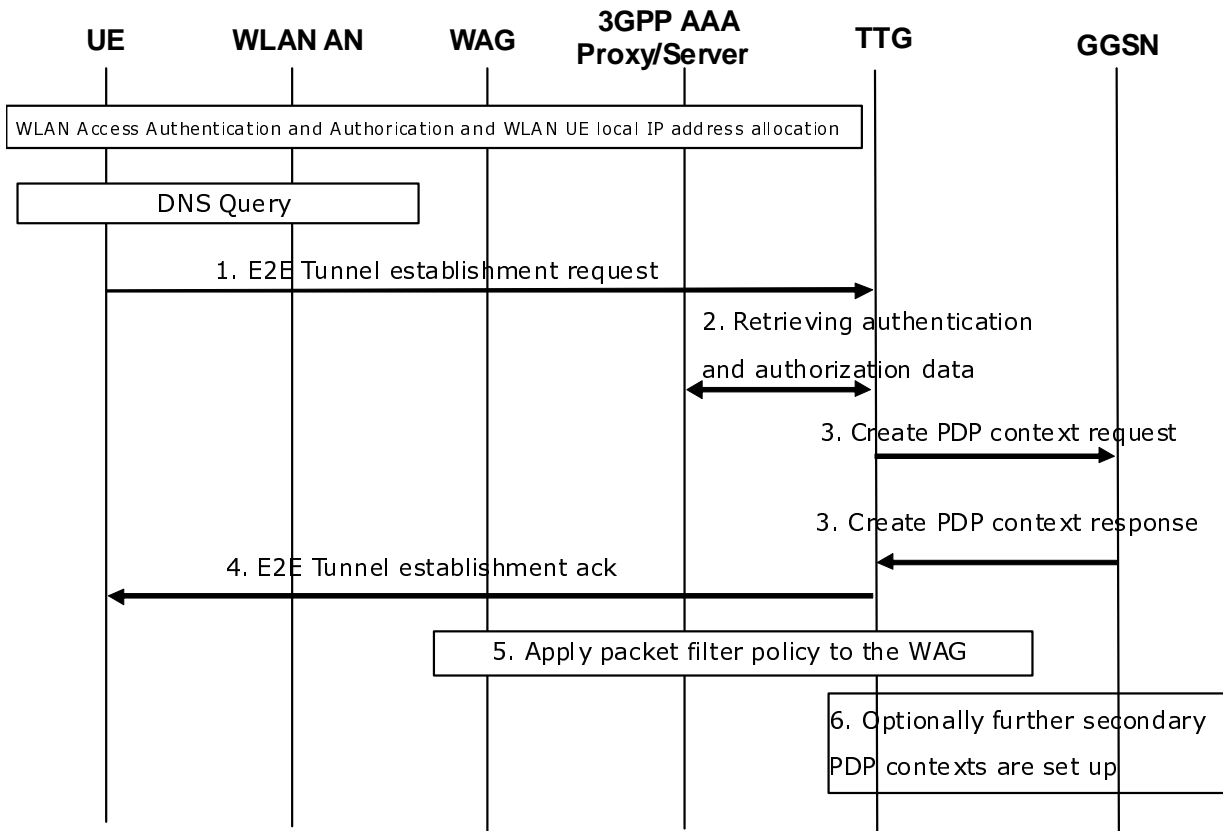 UE
WLAN AN
WAG
3GPP AAA
Proxy/Server
TTG
GGSN
WLAN Access Authentication and Authorication and WLAN UE local IP address allocation
DNS Query
1. E2E Tunnel establishment request
2. Retrieving authentication
and authorization data
3. Create PDP context request
3. Create PDP context response
4. E2E Tunnel establishment ack
5. Apply packet filter policy to the WAG
6. Optionally further secondary
PDP contexts are set up